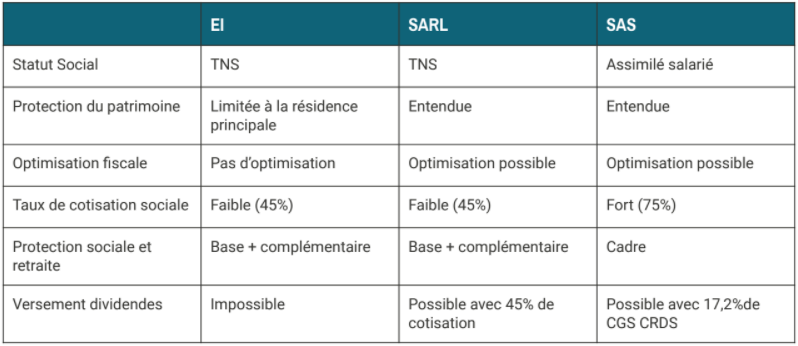 EI SARL SAS
Statut Social TNS TNS Assimilé salarié
Protection du patrimoine Limitée à la résidence Entendue Entendue
principale
Optimisation fiscale Pas d'optimisation Optimisation possible Optimisation possible
Taux de cotisation sociale Faible (45%) Faible (45%) Fort (75%)
Protection sociale et Base + complémentaire Base + complémentaire Cadre
retraite
Versement dividendes Impossible Possible avec 45% de Possible avec 17,2%de
cotisation CGS CRDS